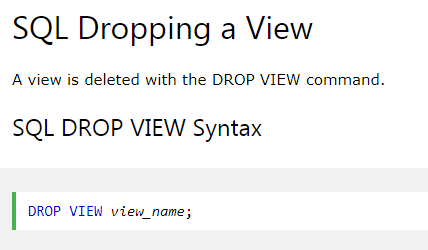 SQL Dropping a View
A view is deleted with the DROP VIEW command.
SQL DROP VIEW Syntax
DROP VIEW view_name;